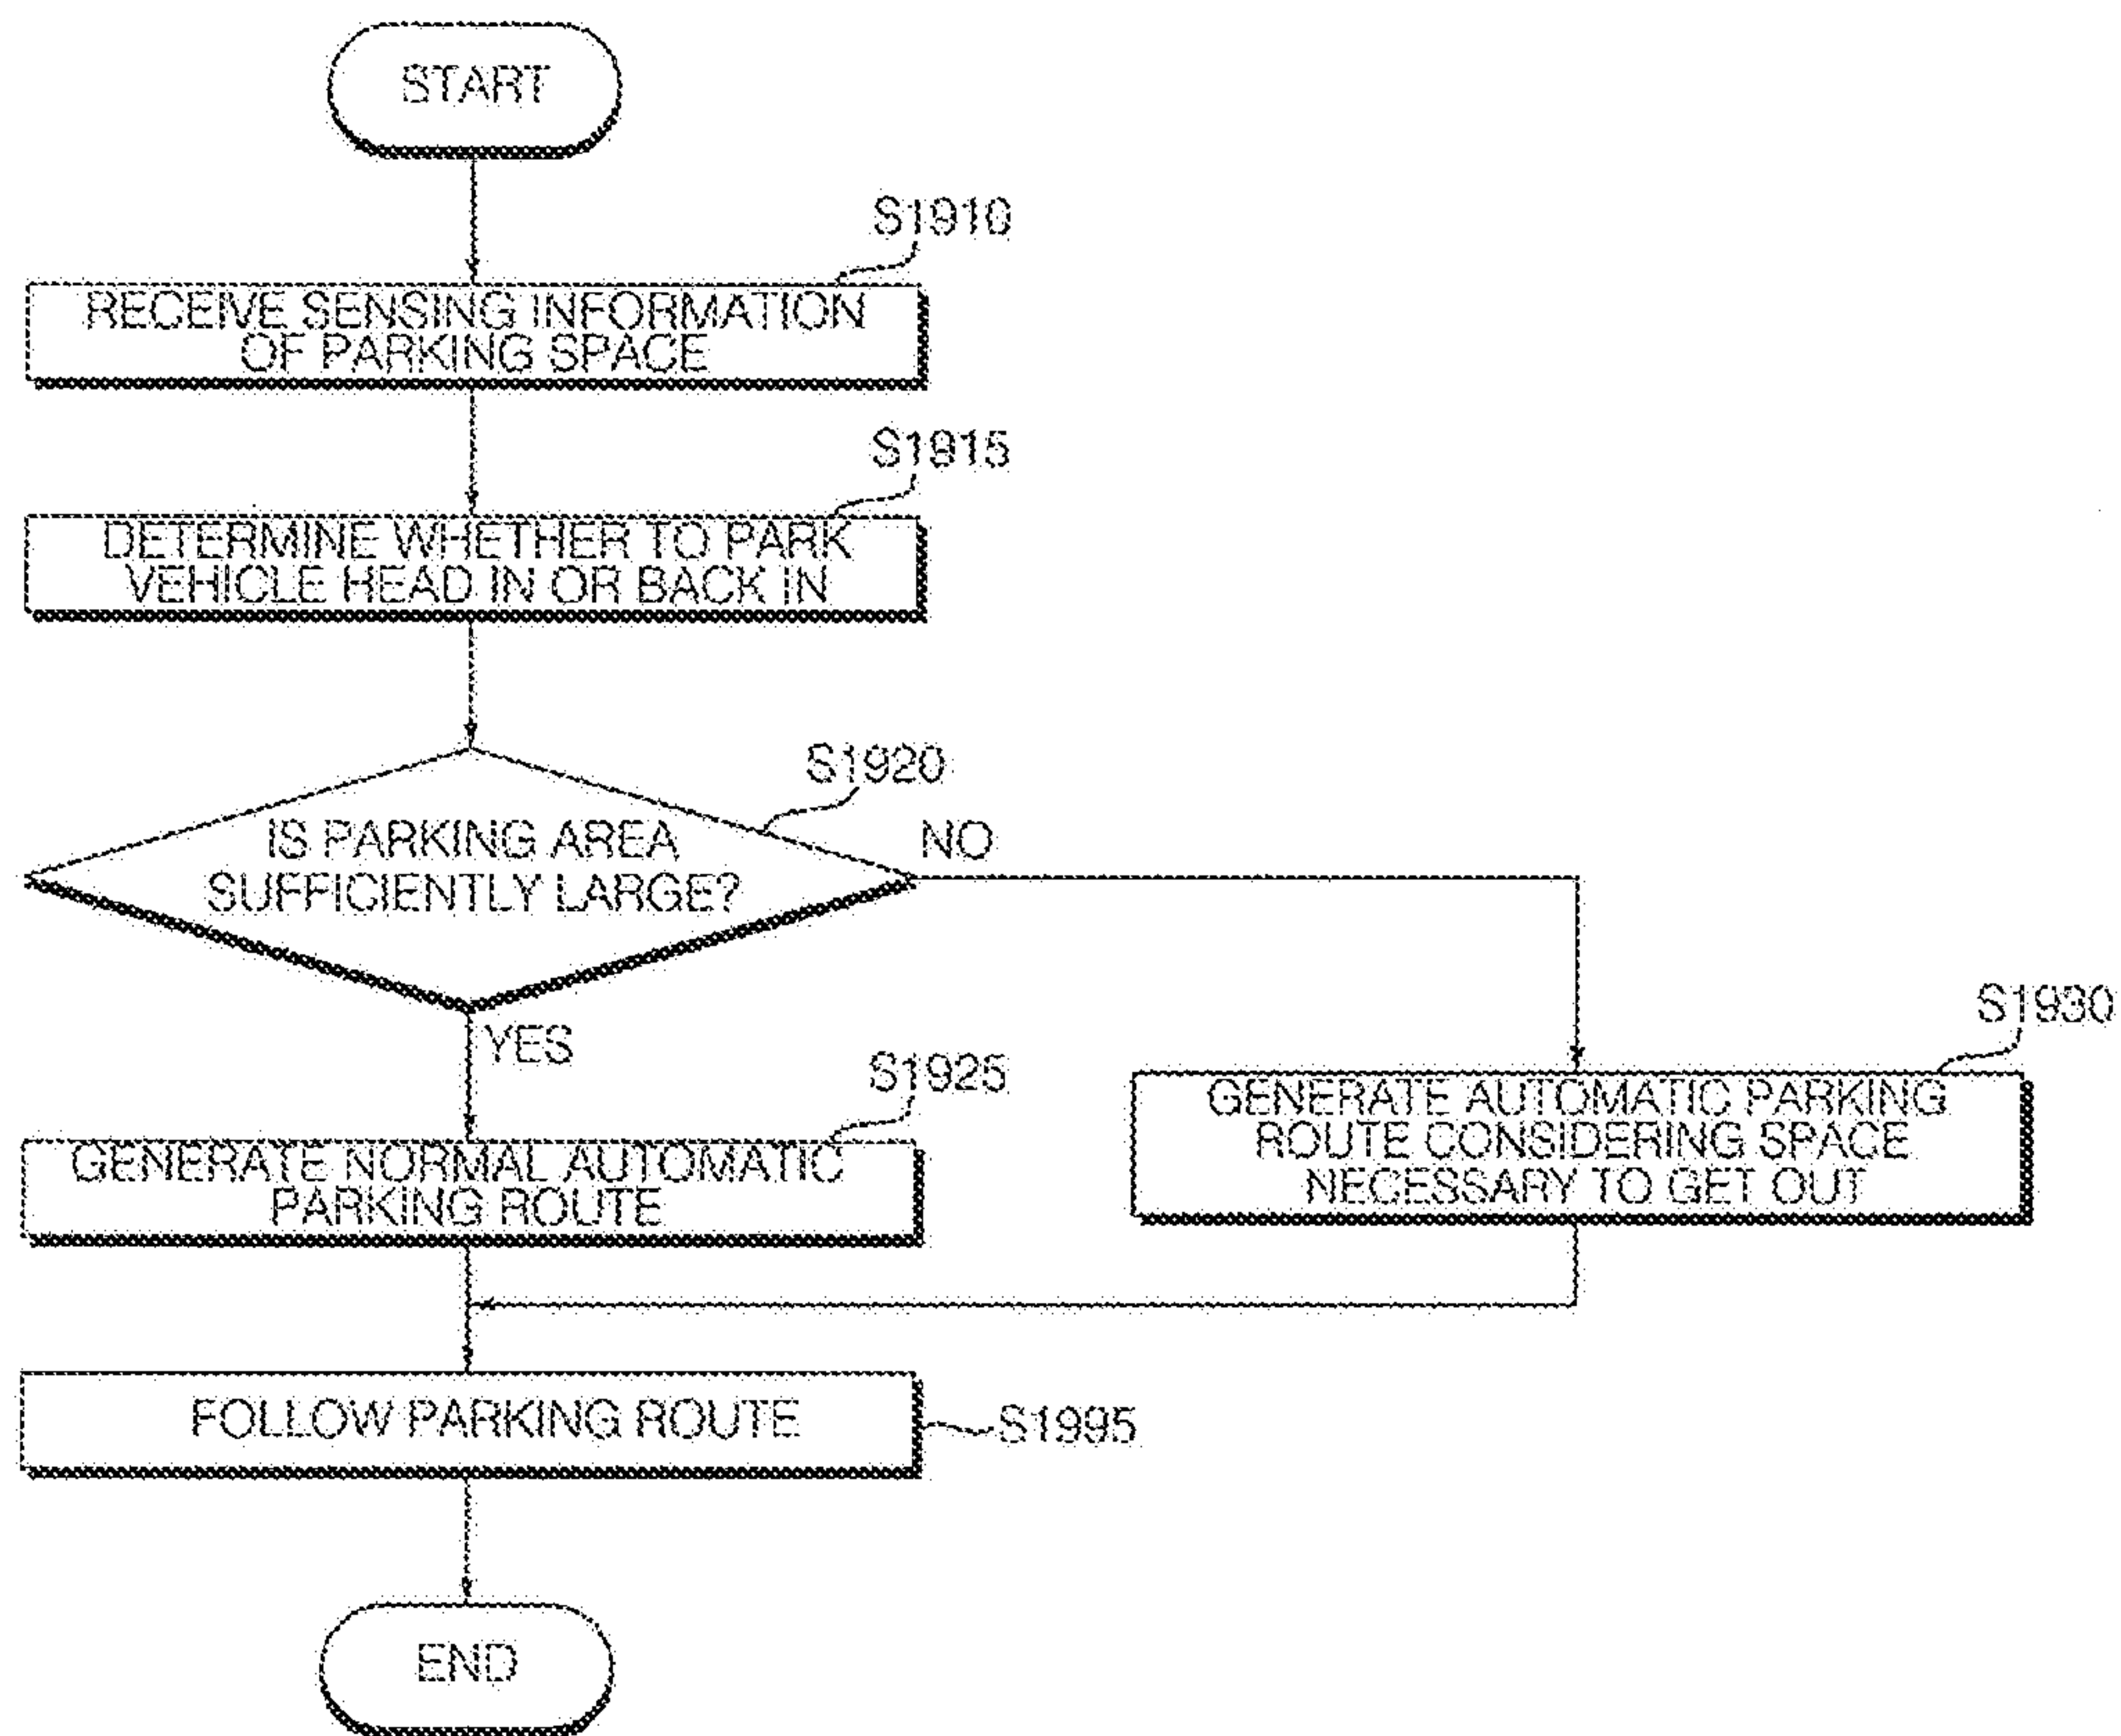 START
S1910
RECEIVE SENSING INFORMATION
OF PARKING SPACE
S1915
DETERMINE WHETHER TO PARK
VEHICLE HEAD IN OR BACK IN
S1920
IS PARKING AREA
SUFFICIENTLY LARGE?
NO
YES
S1925
GENERATE NORMAL AUTOMATIC
PARKING ROUTE
S1930
GENERATE AUTOMATIC PARKING
ROUTE CONSIDERING SPACE
NECESSARY TO GET OUT
FOLLOW PARKING ROUTE
S1995
END